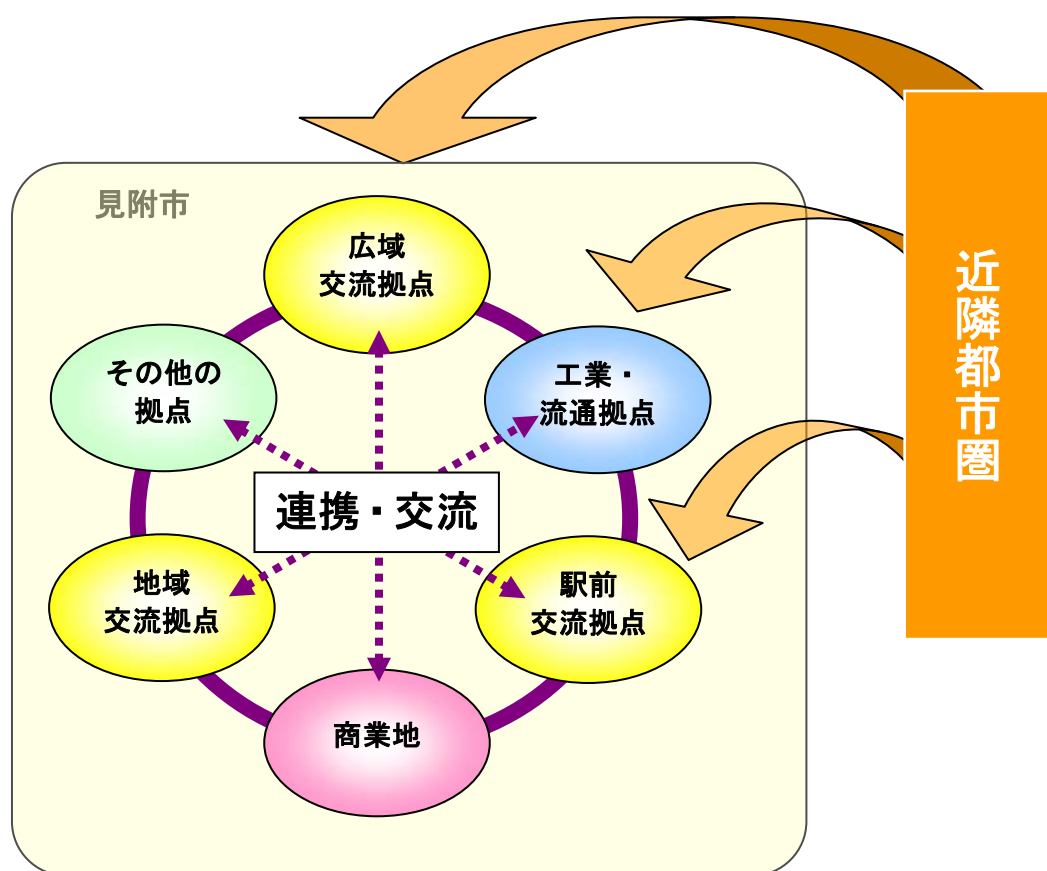 見附市
広域
交流拠点
その他の
拠点
工業・
流通拠点
連携・交流
地域
交流拠点
駅前
交流拠点
商業地
近隣都市圏